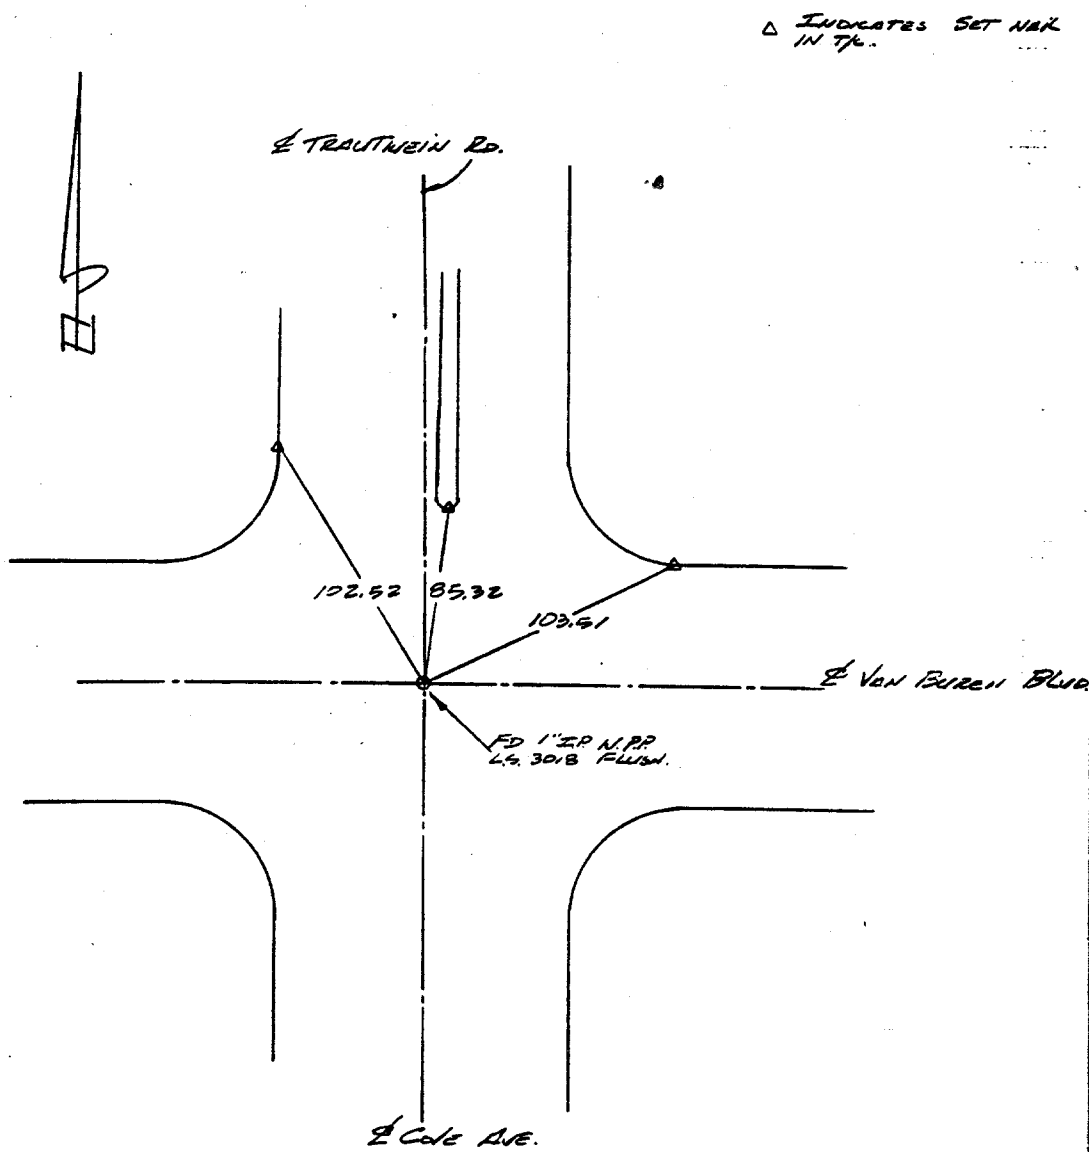 △ INDICATES SET NAIL
IN T/C.
℄ TRAUTWEIN RD.
102.52
85.32
103.51
℄ VAN BUREN BLVD.
FD 1" I.P. N.P.P.
L.S. 3018 FLUSH.
℄ COLE AVE.